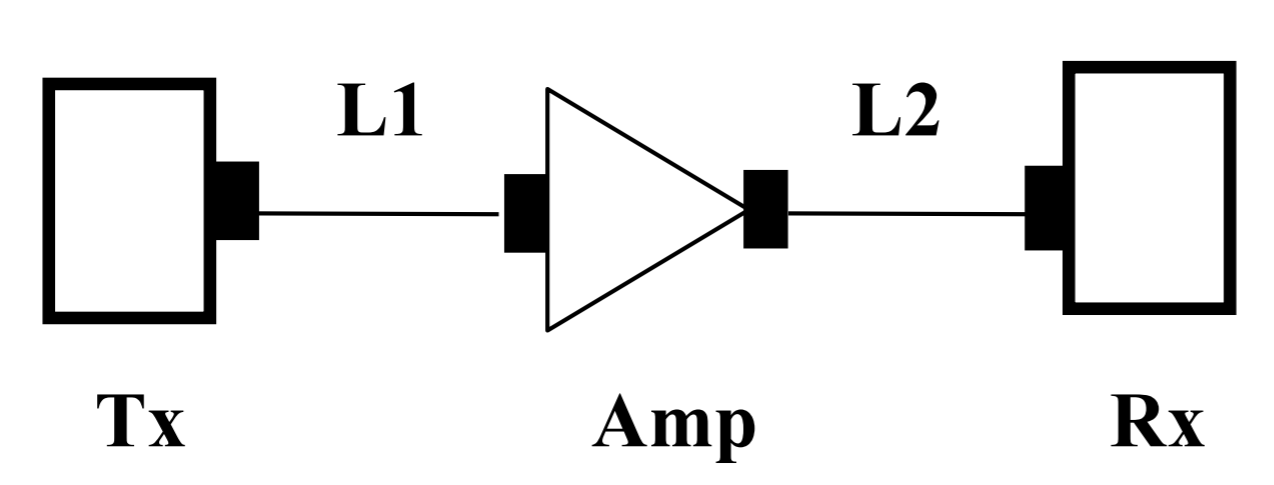 L1 L2
Tx Amp Rx